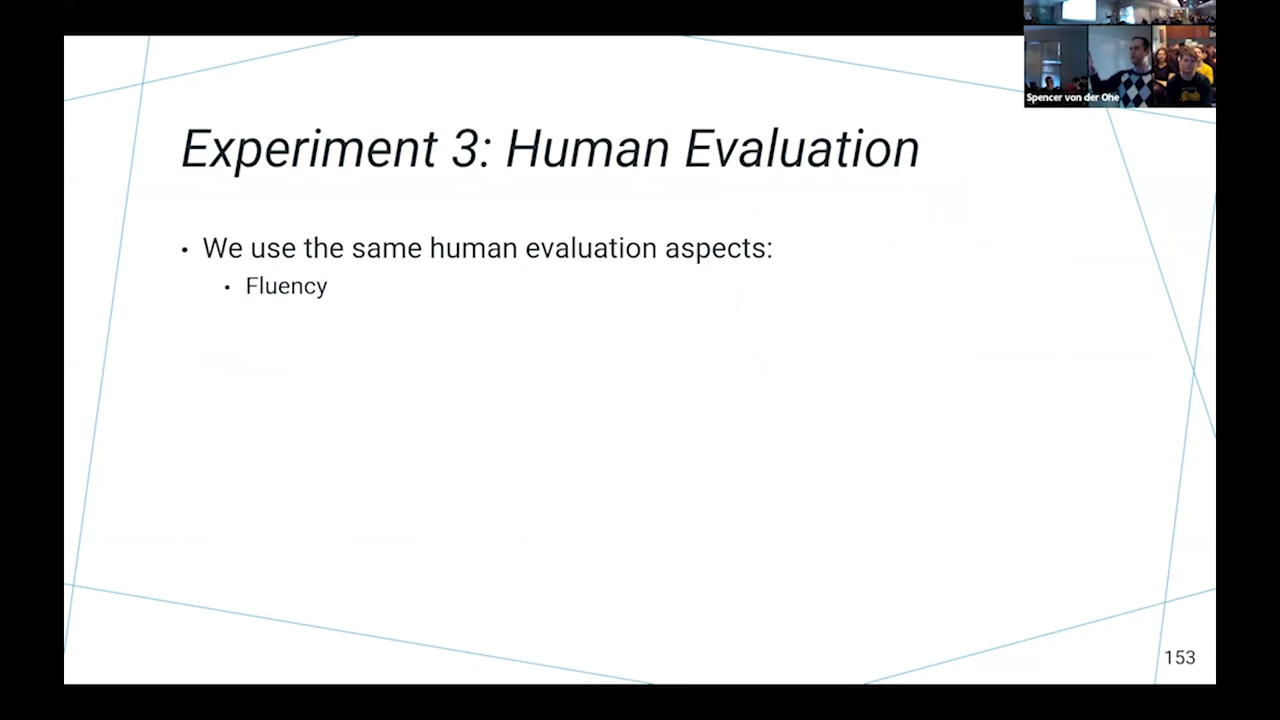 Spencer von der Ohe
Experiment 3: Human Evaluation
• We use the same human evaluation aspects:
• Fluency
153